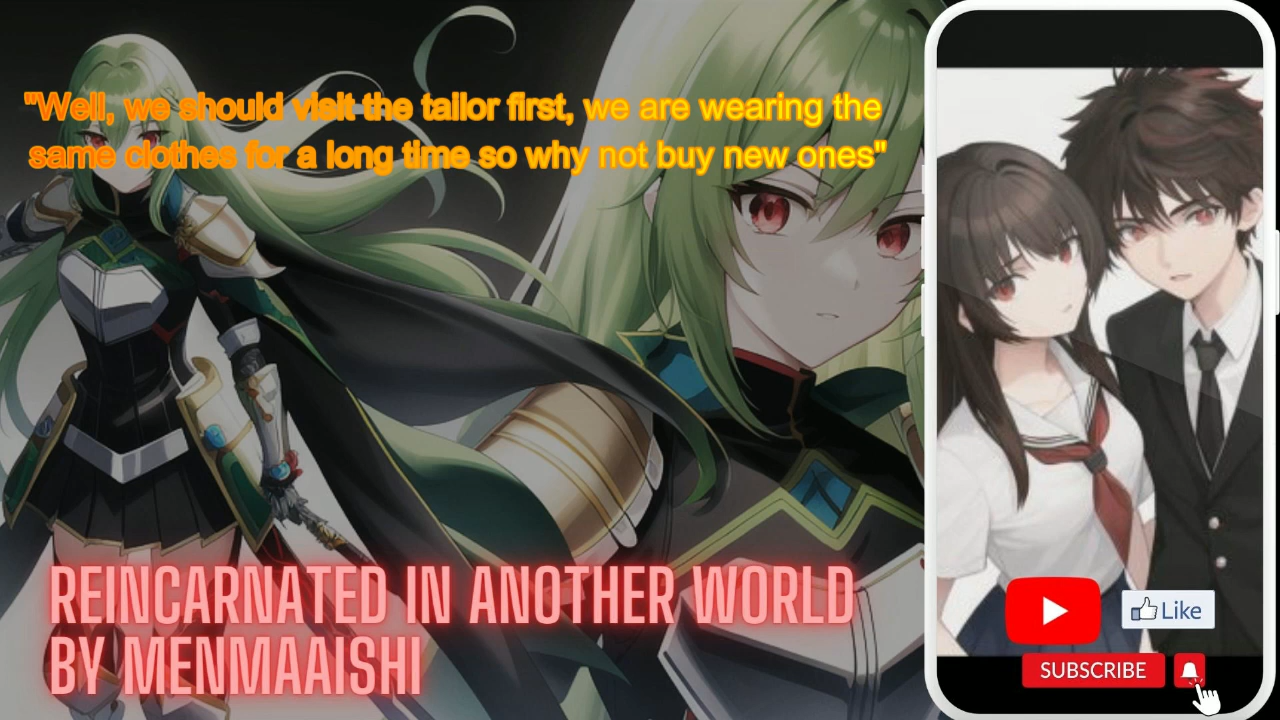 "Well, we should visit the tailor first, we are wearing the
same clothes for a long time so why not buy new ones"
REINCARNATED IN ANOTHER WORLD
BY MENMAAISHI
Like
SUBSCRIBE